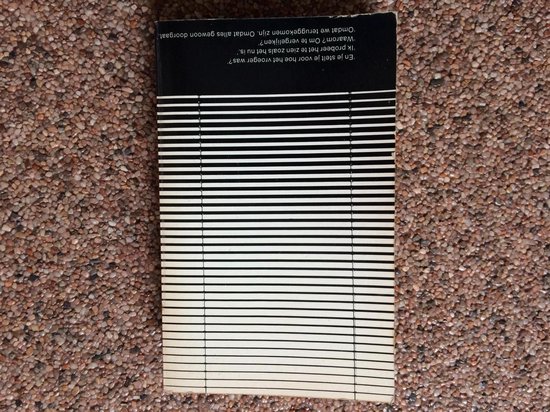 'En je stelt je voor hoe het vroeger was?
'Ik probeer het te zien zoals het nu is.'
'Waarom? Om te vergelijken?
'Omdat we teruggekomen zijn. Omdat alles gewoon doorgaat.'